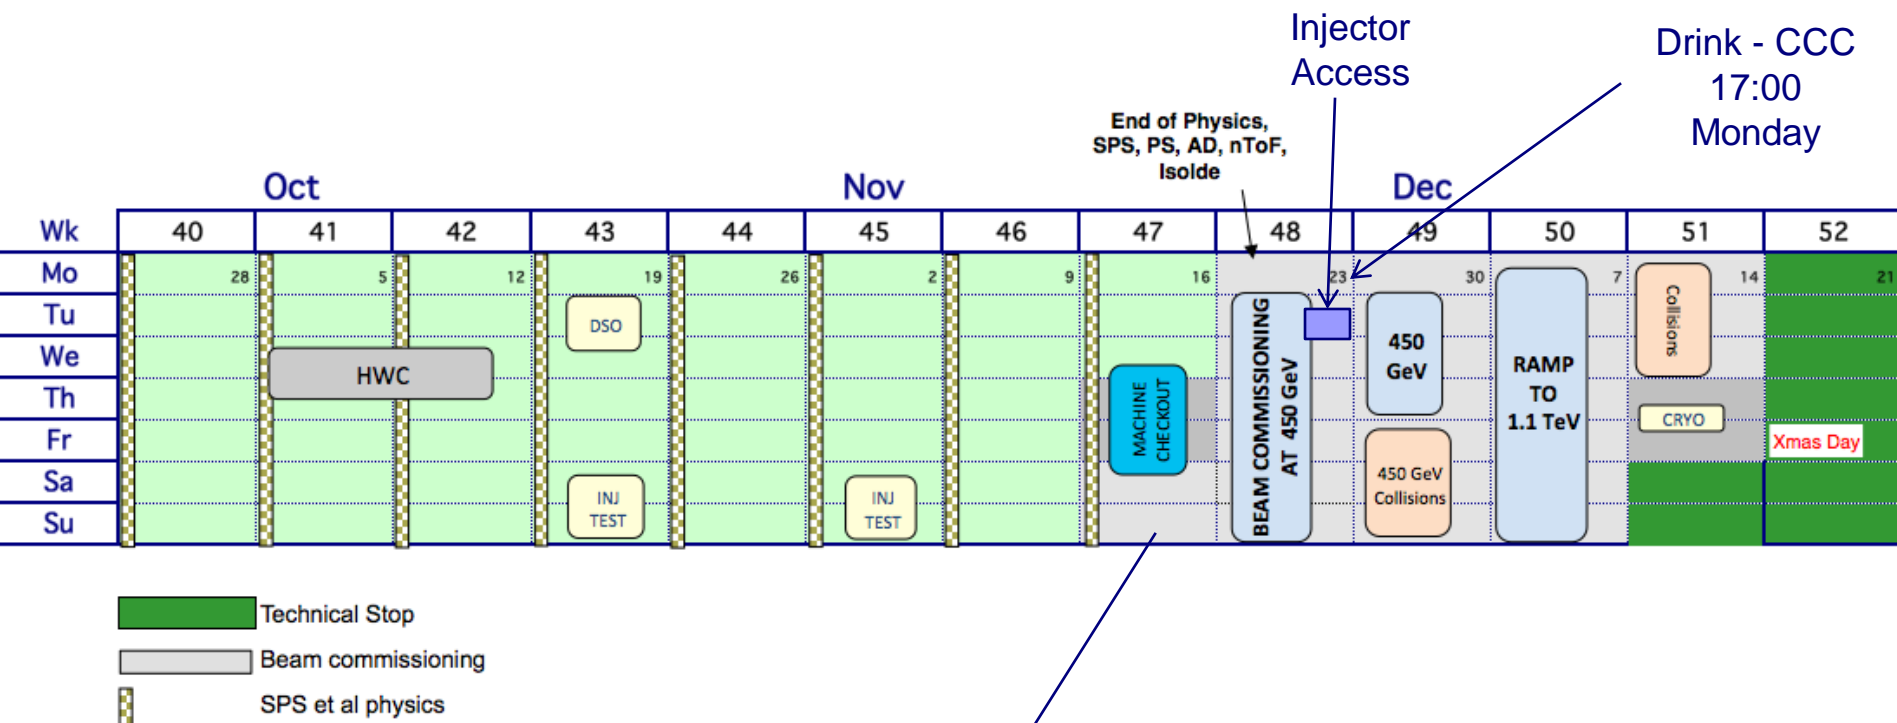 Injector
Access
Drink - CCC
17:00
Monday
End of Physics,
SPS, PS, AD, nToF,
Isolde
Oct Nov Dec
Wk 40 41 42 43 44 45 46 47 48 49 50 51 52
Mo 28 5 12 19 26 2 9 16 23 30 7 14 21
Tu
We
Th
Fr
Sa
Su
HWC
DSO
INJ
TEST
INJ
TEST
MACHINE
CHECKOUT
BEAM COMMISSIONING
AT 450 GeV
450
GeV
450 GeV
Collisions
RAMP
TO
1.1 TeV
Collisions
CRYO
Xmas Day
Technical Stop
Beam commissioning
SPS et al physics